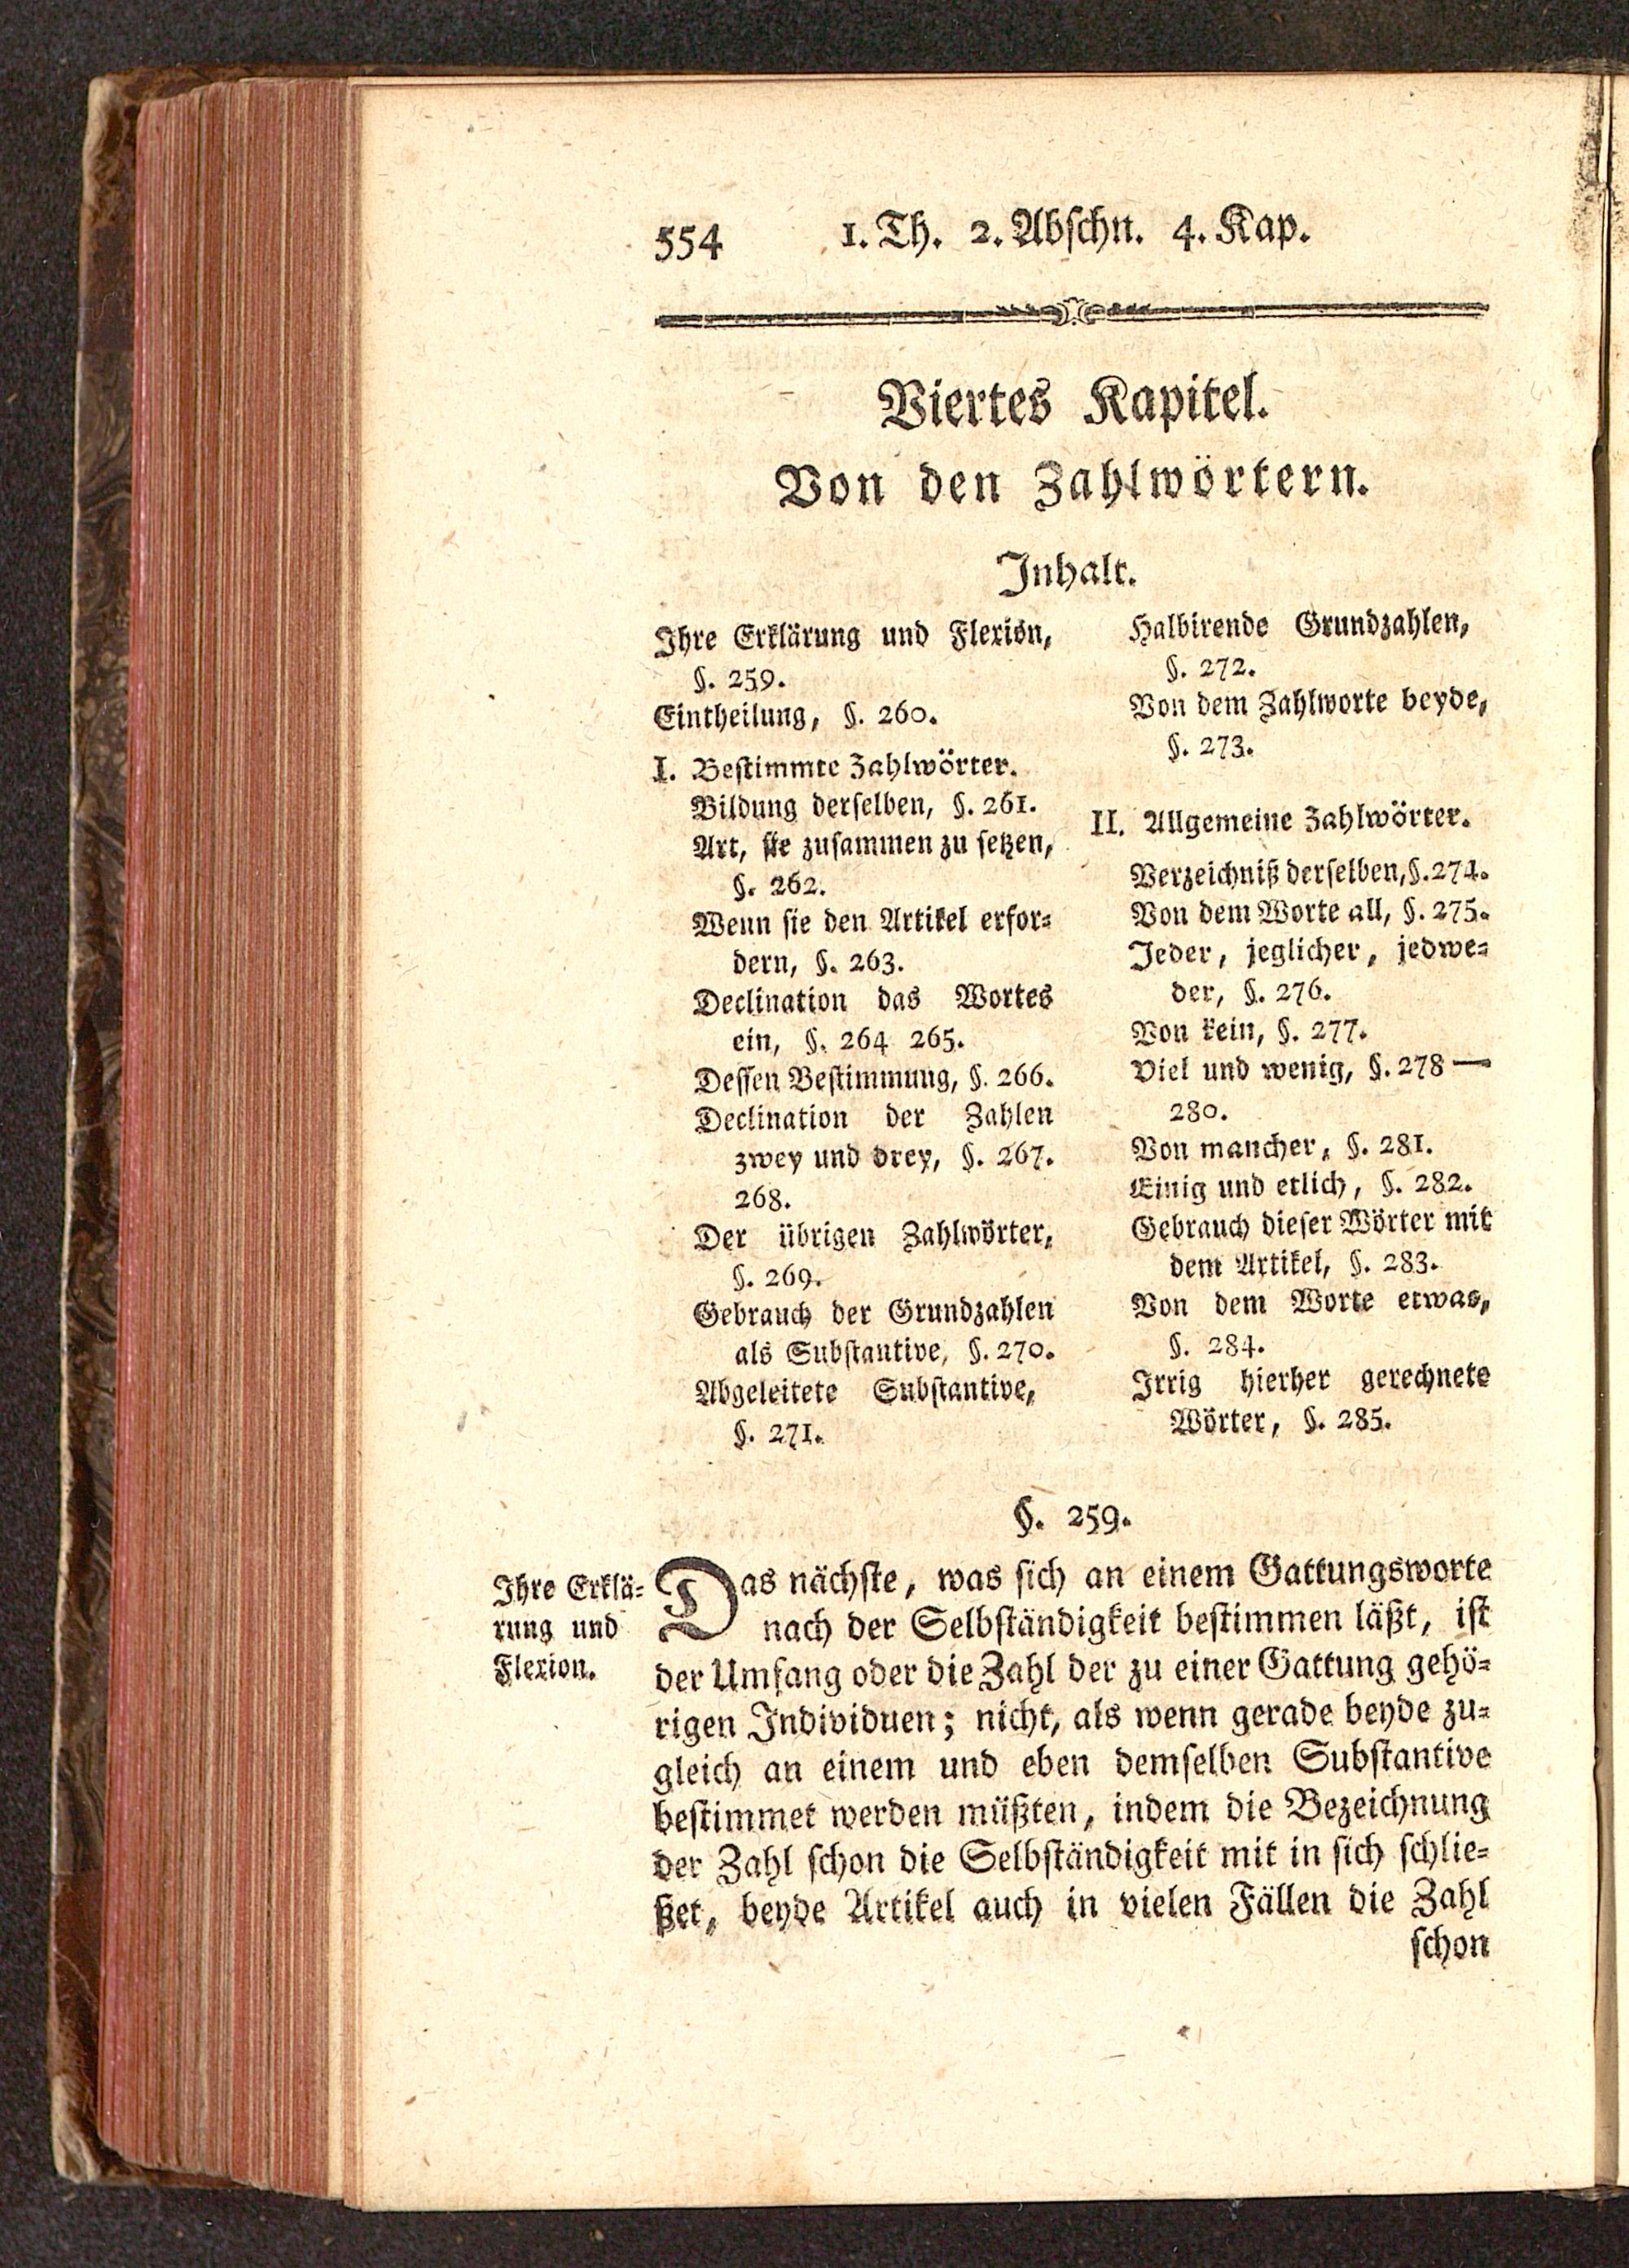 554 1. Th. 2. Abſchn. 4. Kap.
Viertes Kapitel.
Von den Zahlwörtern.
Inhalt.
Ihre Erklärung und Flexion,
§. 259.
Eintheilung, §. 260.
I. Beſtimmte Zahlwörter.
Bildung derſelben, §. 261.
Art, ſie zuſammen zu ſetzen,
§. 262.
Wenn ſie den Artikel erfor⸗
dern, §. 263.
Declination das Wortes
ein, §. 264 265.
Deſſen Beſtimmung, §. 266.
Declination der Zahlen
zwey und drey, §. 267.
268.
Der übrigen Zahlwörter,
§. 269.
Gebrauch der Grundzahlen
als Subſtantive, §. 270.
Abgeleitete Subſtantive,
§. 271.
Halbirende Grundzahlen,
§. 272.
Von dem Zahlworte beyde,
§. 273.
II. Allgemeine Zahlwörter.
Verzeichniß derſelben, §. 274.
Von dem Worte all, §. 275.
Jeder, jeglicher, jedwe⸗
der, §. 276.
Von kein, §. 277.
Viel und wenig, §. 278 —
280.
Von mancher, §. 281.
Einig und etlich, §. 282.
Gebrauch dieſer Wörter mit
dem Artikel, §. 283.
Von dem Worte etwas,
§. 284.
Irrig hierher gerechnete
Wörter, §. 285.
§. 259.
Ihre Erklä⸗
rung und
Flexion.
Das nächſte, was ſich an einem Gattungsworte
nach der Selbſtändigkeit beſtimmen läßt, iſt
der Umfang oder die Zahl der zu einer Gattung gehö⸗
rigen Individuen; nicht, als wenn gerade beyde zu⸗
gleich an einem und eben demſelben Subſtantive
beſtimmet werden müßten, indem die Bezeichnung
der Zahl ſchon die Selbſtändigkeit mit in ſich ſchlie⸗
ßet, beyde Artikel auch in vielen Fällen die Zahl
ſchon